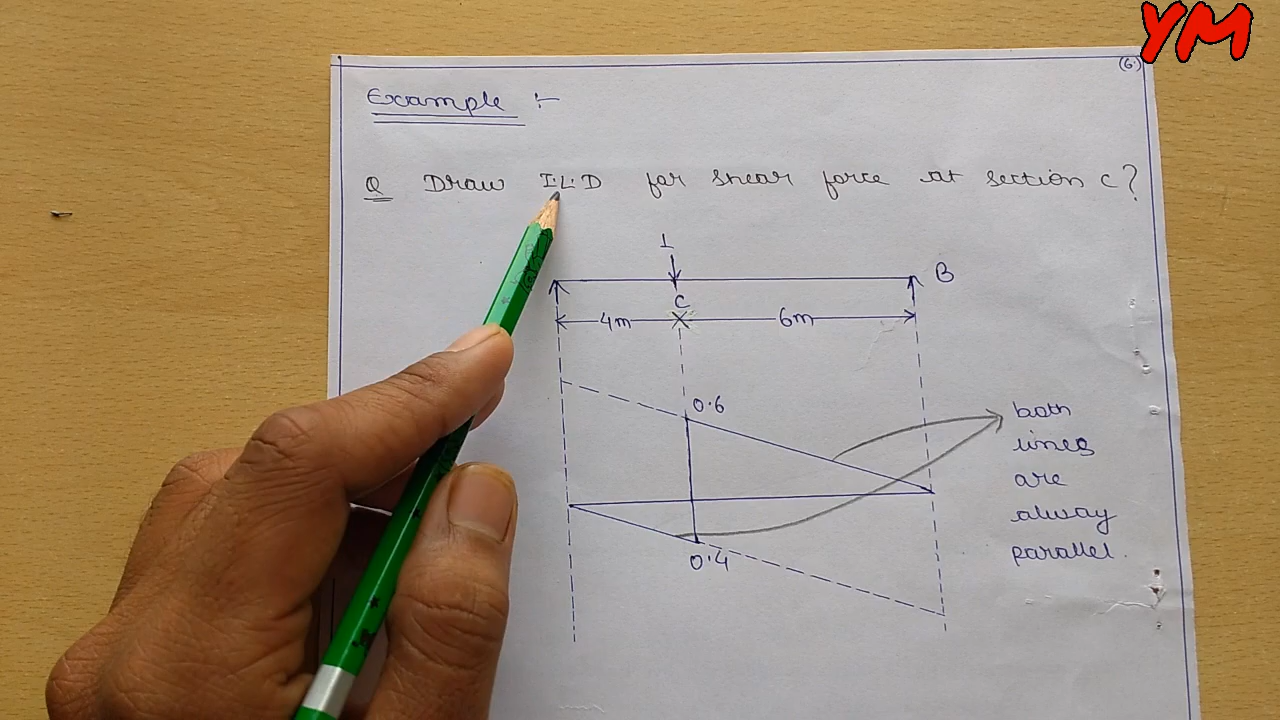 YM
(6.)
Example :-
Q Draw I.L.D for shear force at section C?
1
B
C
4m 6m
0.6
0.4
both
lines
are
alway
parallel.